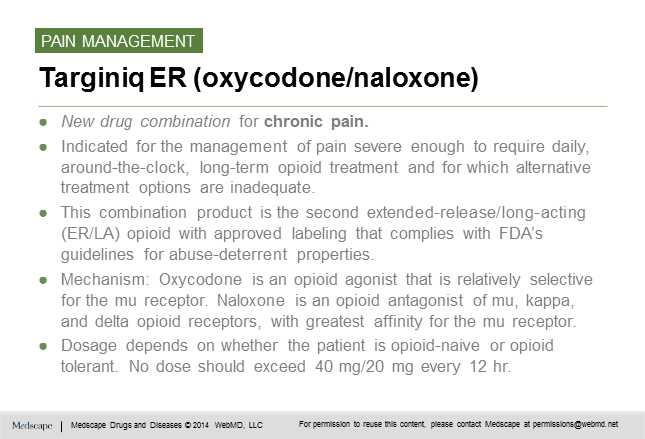 PAIN MANAGEMENT
Targiniq ER (oxycodone/naloxone)
● New drug combination for chronic pain.
● Indicated for the management of pain severe enough to require daily,
around-the-clock, long-term opioid treatment and for which alternative
treatment options are inadequate.
● This combination product is the second extended-release/long-acting
(ER/LA) opioid with approved labeling that complies with FDA's
guidelines for abuse-deterrent properties.
● Mechanism: Oxycodone is an opioid agonist that is relatively selective
for the mu receptor. Naloxone is an opioid antagonist of mu, kappa,
and delta opioid receptors, with greatest affinity for the mu receptor.
● Dosage depends on whether the patient is opioid-naive or opioid
tolerant. No dose should exceed 40 mg/20 mg every 12 hr.
Medscape | Medscape Drugs and Diseases © 2014 WebMD, LLC For permission to reuse this content, please contact Medscape at permissions@webmd.net